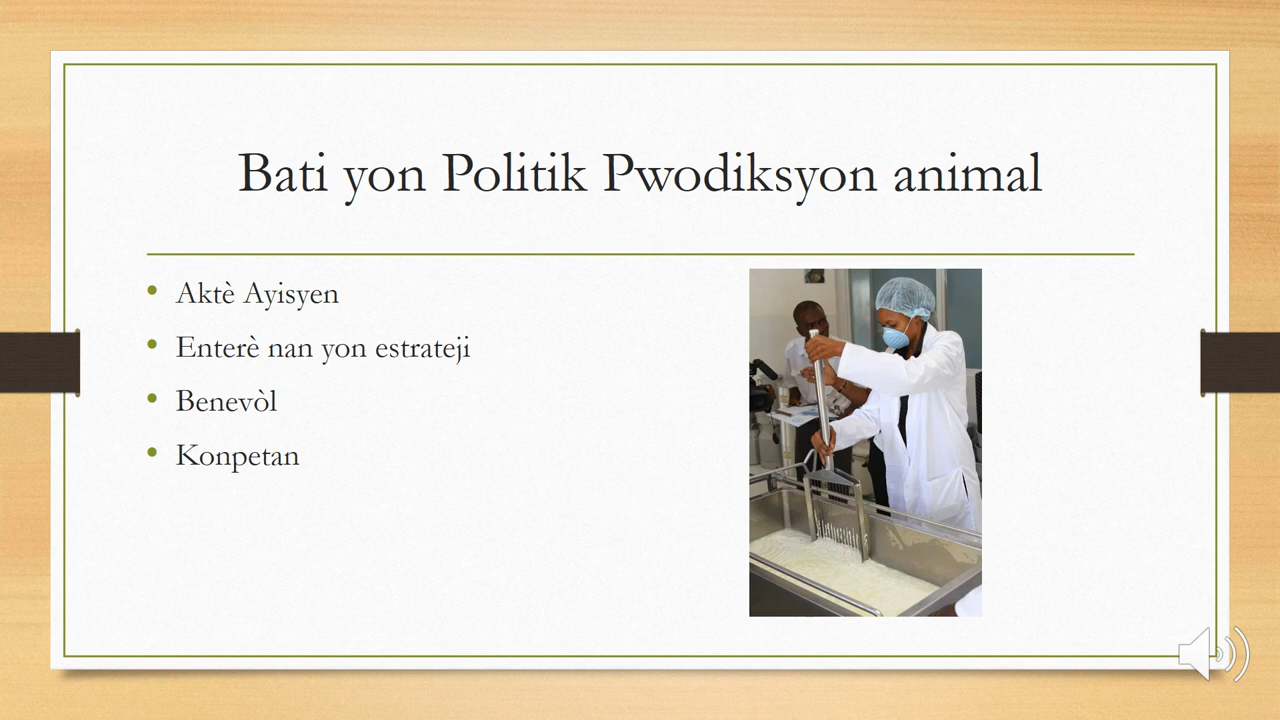 Bati yon Politik Pwodiksyon animal
Aktè Ayisyen
Enterè nan yon estrateji
Benevòl
Konpetan